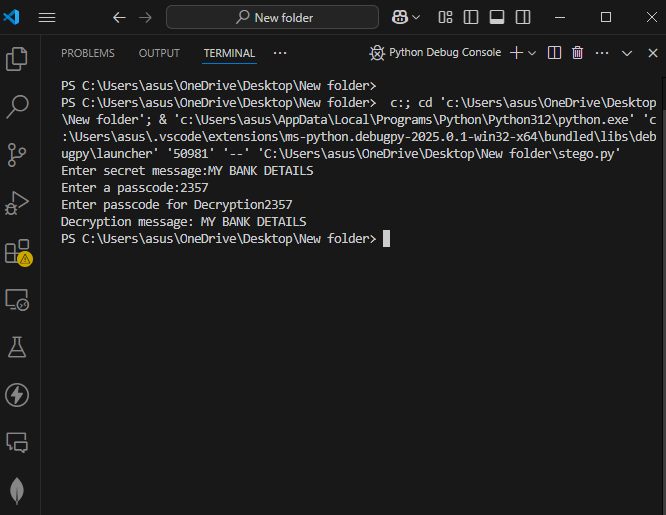 New folder
PROBLEMS OUTPUT TERMINAL ··· Python Debug Console
PS C:\Users\asus\OneDrive\Desktop\New folder>
PS C:\Users\asus\OneDrive\Desktop\New folder>  c:; cd 'c:\Users\asus\OneDrive\Desktop
\New folder'; & 'c:\Users\asus\AppData\Local\Programs\Python\Python312\python.exe' 'c
:\Users\asus\.vscode\extensions\ms-python.debugpy-2025.0.1-win32-x64\bundled\libs\deb
ugpy\launcher' '50981' '--' 'C:\Users\asus\OneDrive\Desktop\New folder\stego.py'
Enter secret message:MY BANK DETAILS
Enter a passcode:2357
Enter passcode for Decryption2357
Decryption message: MY BANK DETAILS
PS C:\Users\asus\OneDrive\Desktop\New folder>